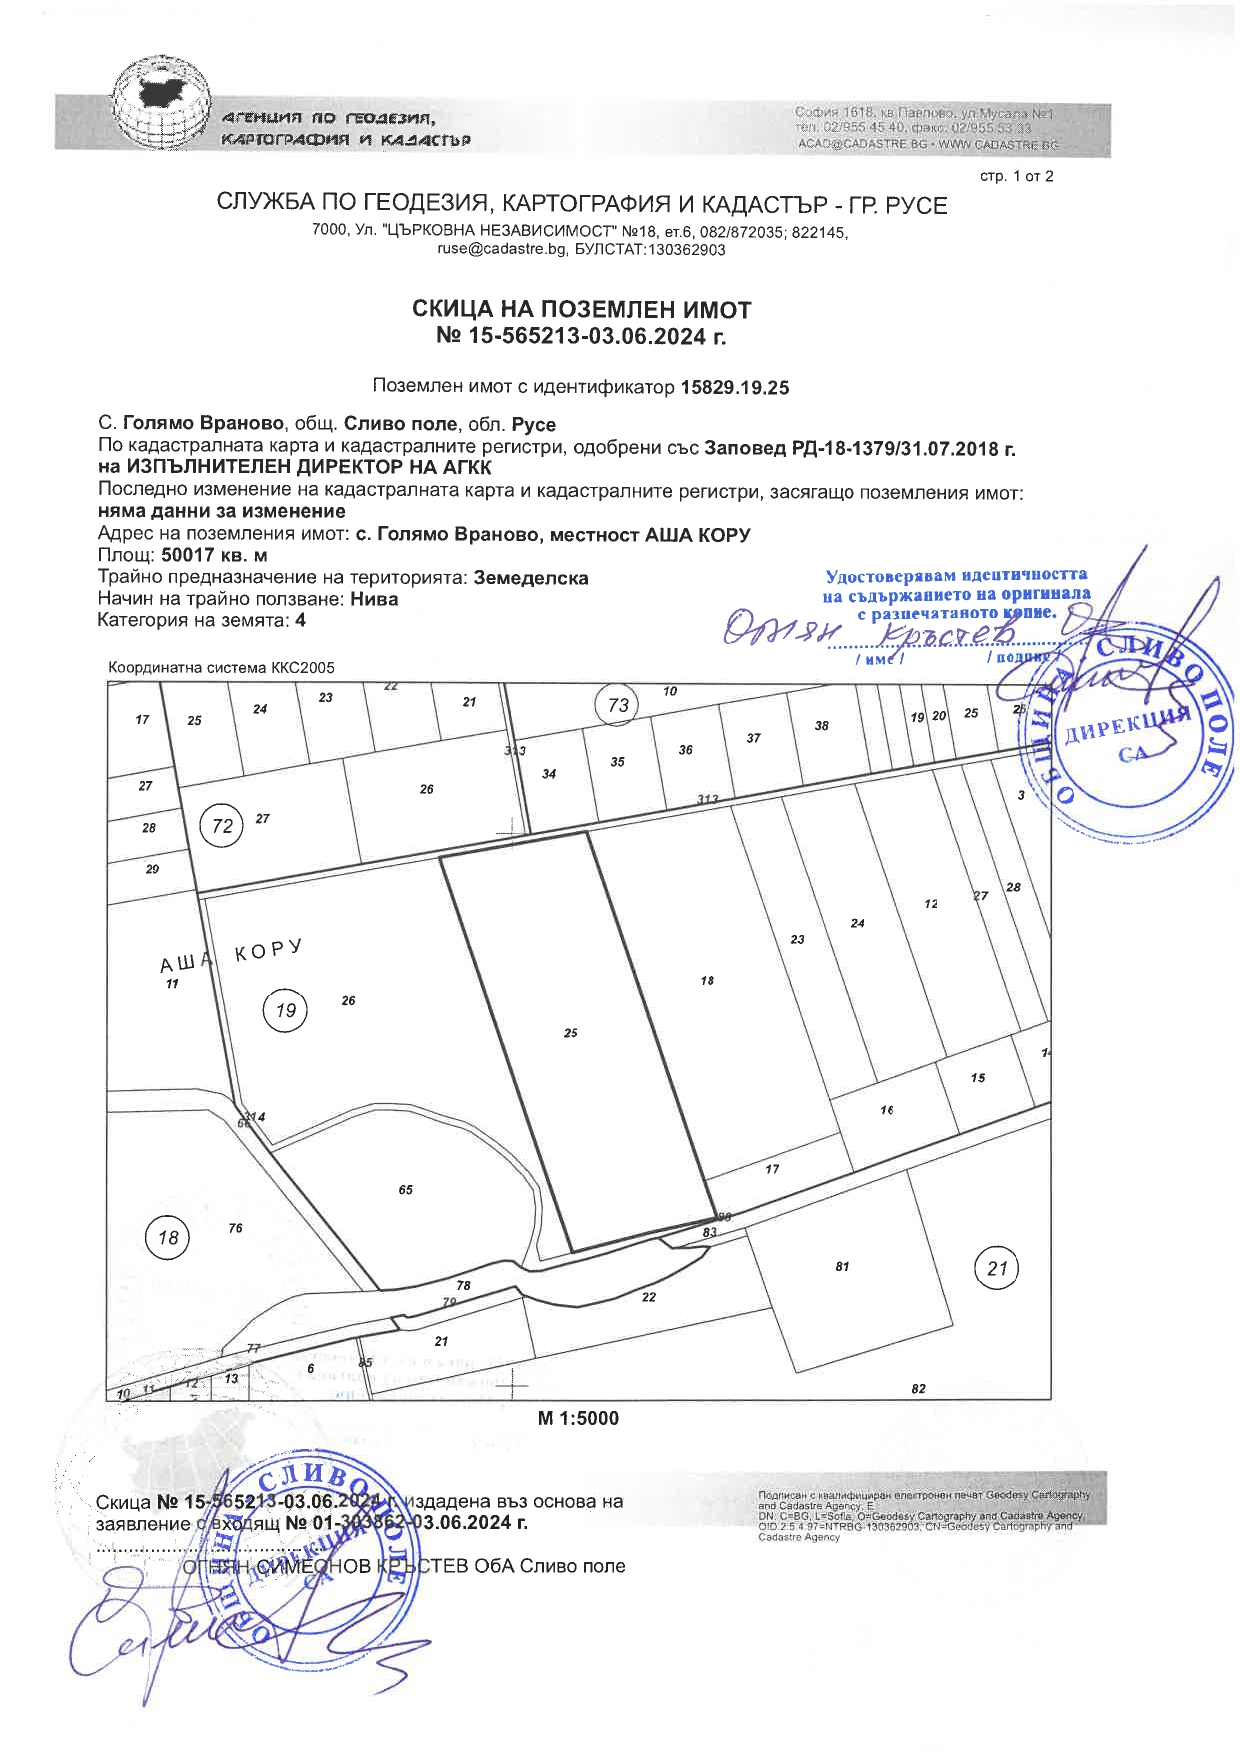 АГЕНЦИЯ ПО ГЕОДЕЗИЯ,
КАРТОГРАФИЯ И КАДАСТЪР
София 1618, кв. Павлово, ул. Мусала №1
тел. 02/955 45 40, факс: 02/955 53 33
ACAD@CADASTRE.BG • WWW.CADASTRE.BG
стр. 1 от 2
СЛУЖБА ПО ГЕОДЕЗИЯ, КАРТОГРАФИЯ И КАДАСТЪР - ГР. РУСЕ
7000, Ул. "ЦЪРКОВНА НЕЗАВИСИМОСТ" №18, ет.6, 082/872035; 822145,
ruse@cadastre.bg, БУЛСТАТ:130362903
СКИЦА НА ПОЗЕМЛЕН ИМОТ
№ 15-565213-03.06.2024 г.
Поземлен имот с идентификатор 15829.19.25
С. Голямо Враново, общ. Сливо поле, обл. Русе
По кадастралната карта и кадастралните регистри, одобрени със Заповед РД-18-1379/31.07.2018 г.
на ИЗПЪЛНИТЕЛЕН ДИРЕКТОР НА АГКК
Последно изменение на кадастралната карта и кадастралните регистри, засягащо поземления имот:
няма данни за изменение
Адрес на поземления имот: с. Голямо Враново, местност АША КОРУ
Площ: 50017 кв. м
Трайно предназначение на територията: Земеделска
Начин на трайно ползване: Нива
Категория на земята: 4
Удостоверявам идентичността
на съдържанието на оригинала
с разпечатаното копие.
Огнян Кръстев
/ име / / подпис /
ОБЩИНА СЛИВО ПОЛЕ
ДИРЕКЦИЯ
СА
Координатна система ККС2005
17 25 24 23 22 21 73 10 38 19 20 25 26
313 34 35 36 37
27 26 313 3
28 72 27
29
АША КОРУ
11 19 26 25 18 23 24 12 27 28
314 66 16 15 14
65 17
18 76 98 83
78 81 21
79 22
77 85 21
10 11 12 13 6 82
М 1:5000
Скица № 15-565213-03.06.2024 г. издадена въз основа на
заявление с входящ № 01-303862-03.06.2024 г.
ОГНЯН СИМЕОНОВ КРЪСТЕВ ОбА Сливо поле
ОБЩИНА СЛИВО ПОЛЕ
ДИРЕКЦИЯ
СА
Подписан с квалифициран електронен печат Geodesy Cartography
and Cadastre Agency, E
DN: C=BG, L=Sofia, O=Geodesy Cartography and Cadastre Agency,
OID.2.5.4.97=NTRBG-130362903, CN=Geodesy Cartography and
Cadastre Agency